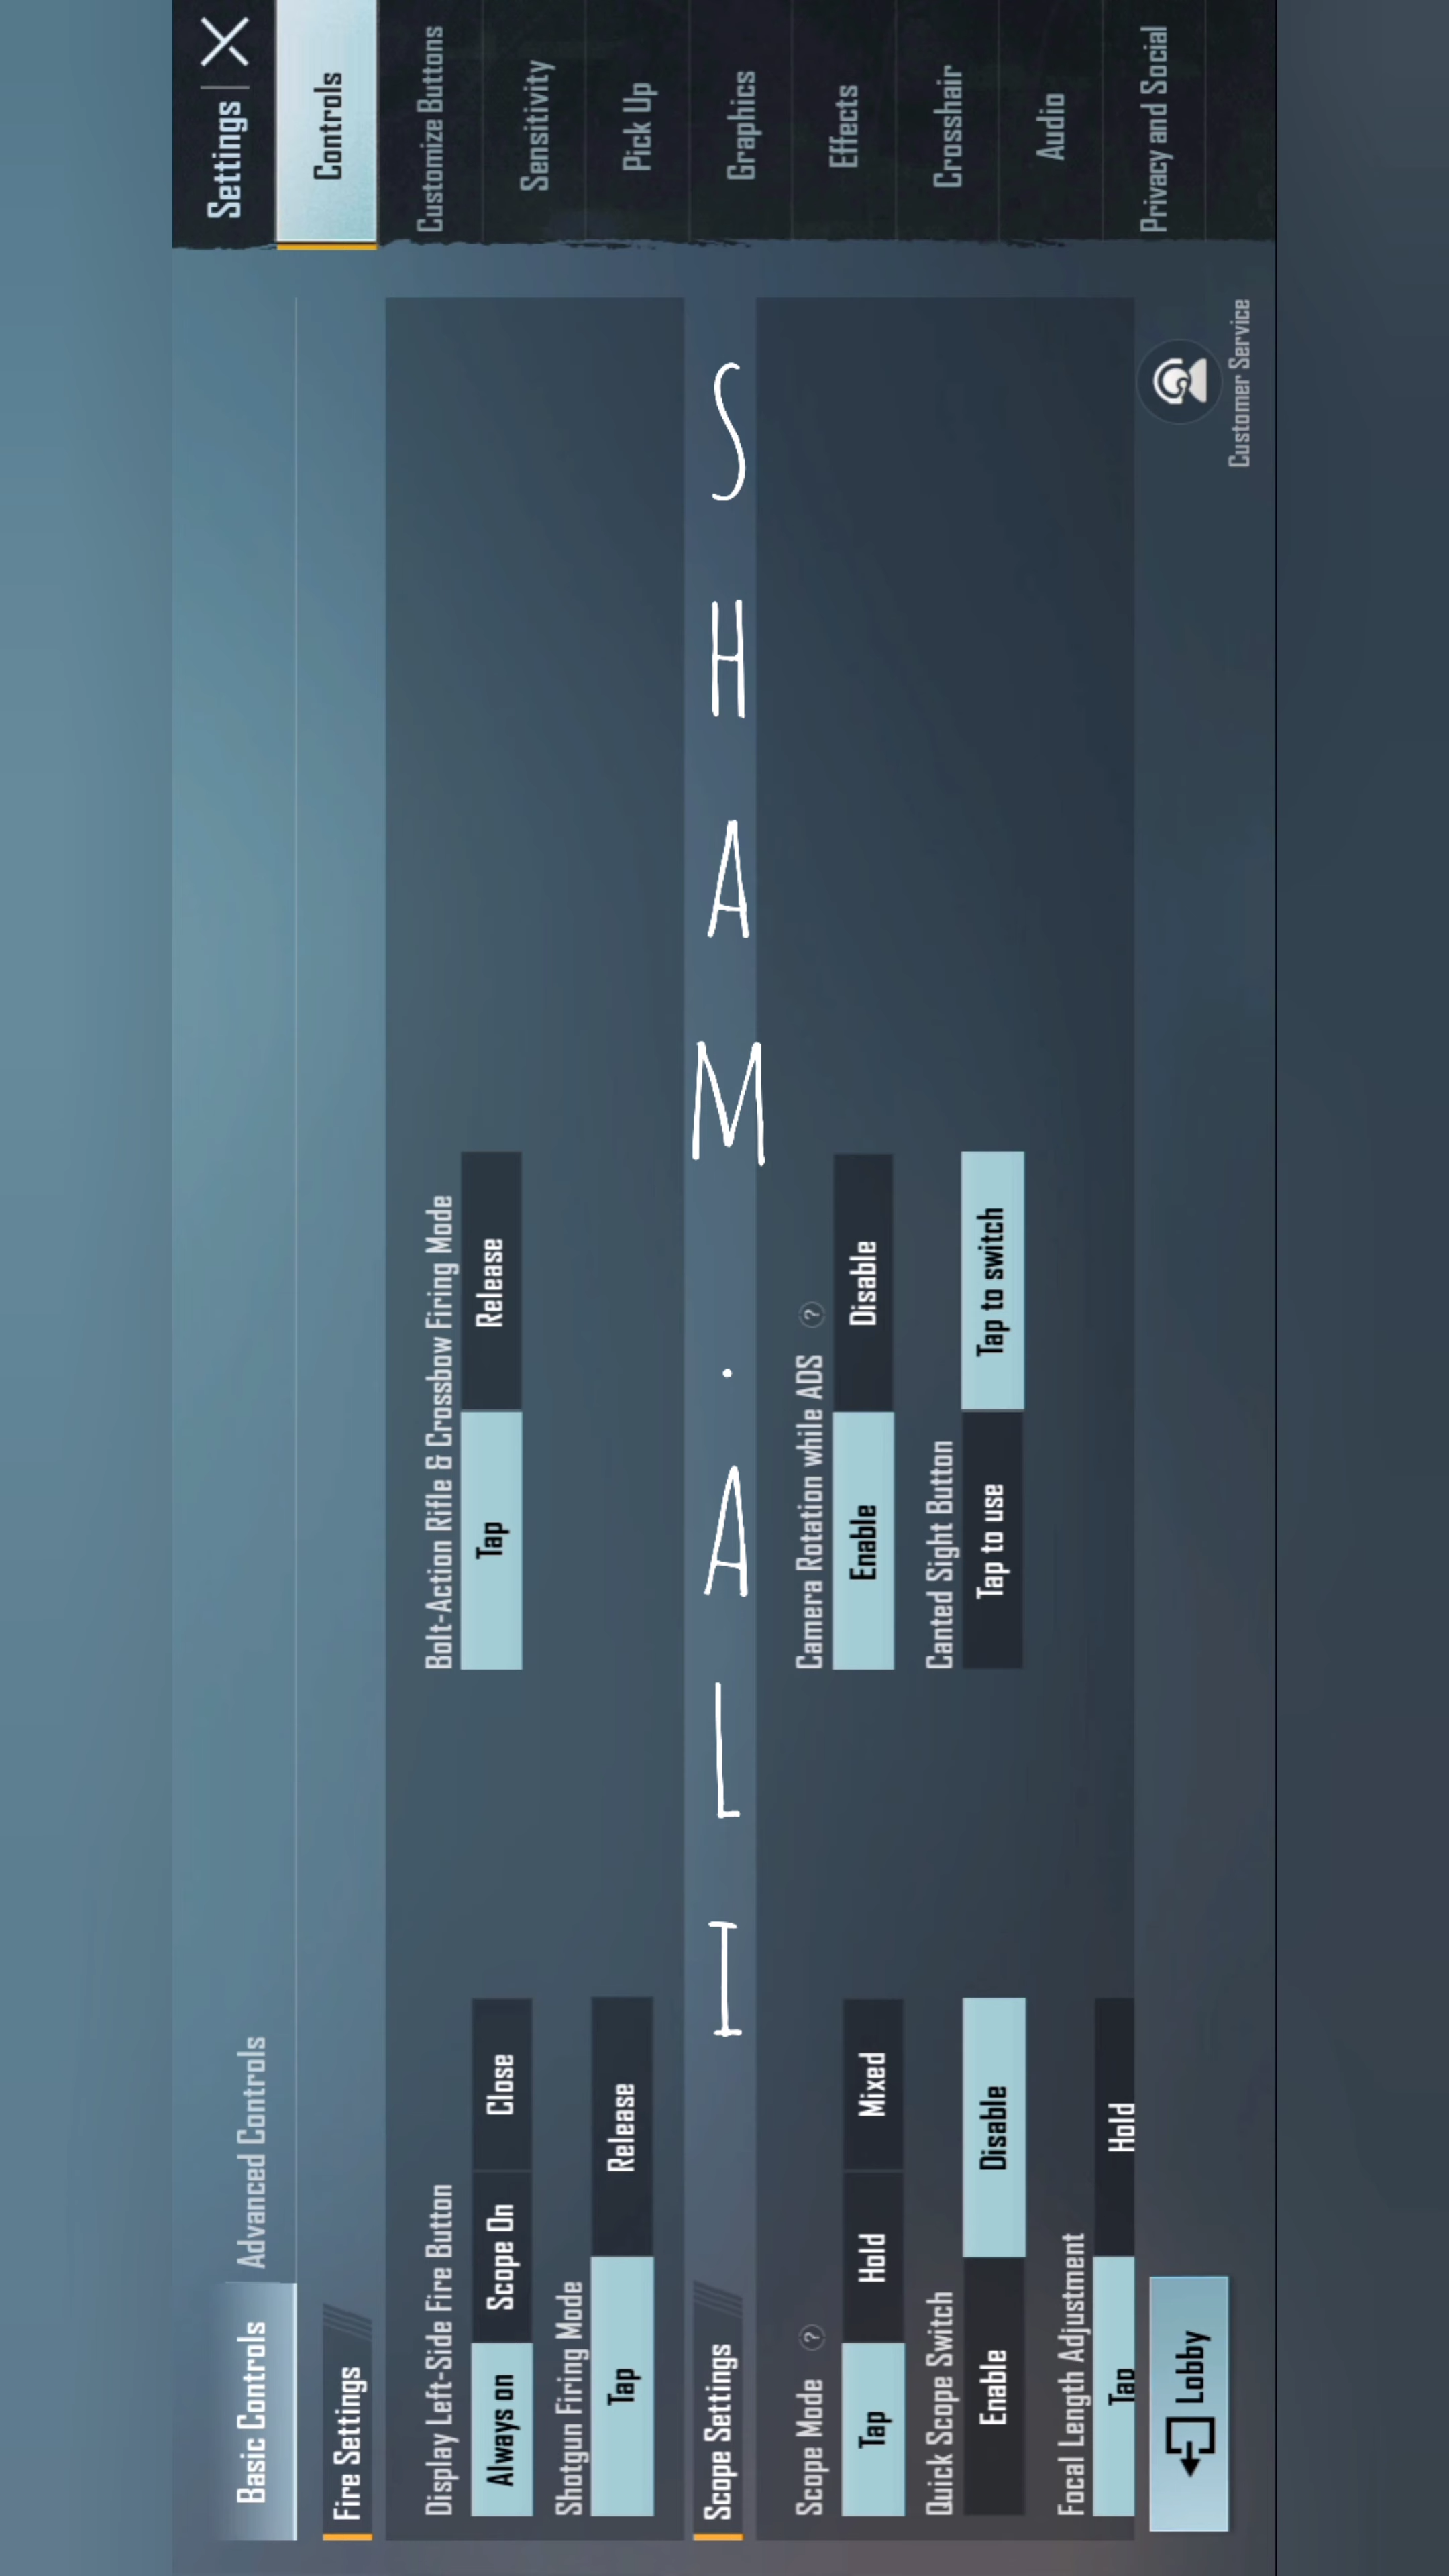 Basic Controls Advanced Controls Settings
Fire Settings Controls
Display Left-Side Fire Button Bolt-Action Rifle & Crossbow Firing Mode Customize Buttons
Always on Scope On Close Tap Release Sensitivity
Shotgun Firing Mode
Tap Release Pick Up
Scope Settings Graphics
SHAM.ALI
Scope Mode ? Camera Rotation while ADS ? Effects
Tap Hold Mixed Enable Disable
Quick Scope Switch Canted Sight Button Crosshair
Enable Disable Tap to use Tap to switch
Focal Length Adjustment Audio
Tap Hold
Lobby Privacy and Social
Customer Service